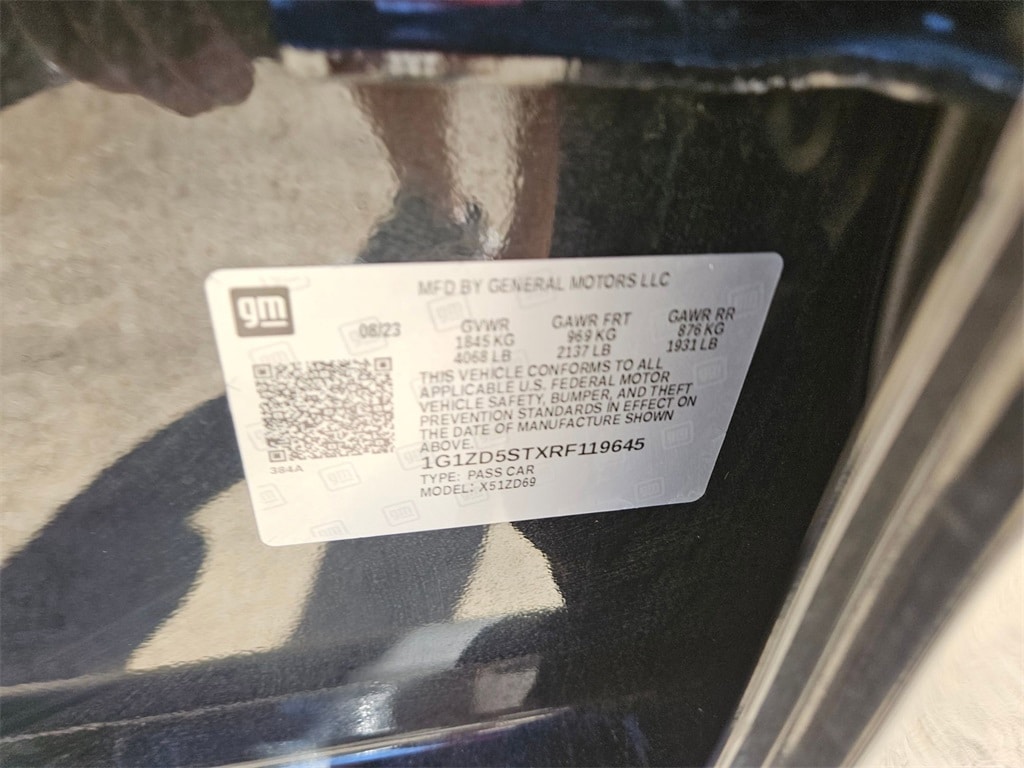 MFD BY GENERAL MOTORS LLC
gm
08/23
GVWR GAWR FRT GAWR RR
1845 KG 969 KG 876 KG
4068 LB 2137 LB 1931 LB
THIS VEHICLE CONFORMS TO ALL
APPLICABLE U.S. FEDERAL MOTOR
VEHICLE SAFETY, BUMPER, AND THEFT
PREVENTION STANDARDS IN EFFECT ON
THE DATE OF MANUFACTURE SHOWN
ABOVE.
1G1ZD5STXRF119645
TYPE: PASS CAR
MODEL: X51ZD69
384A